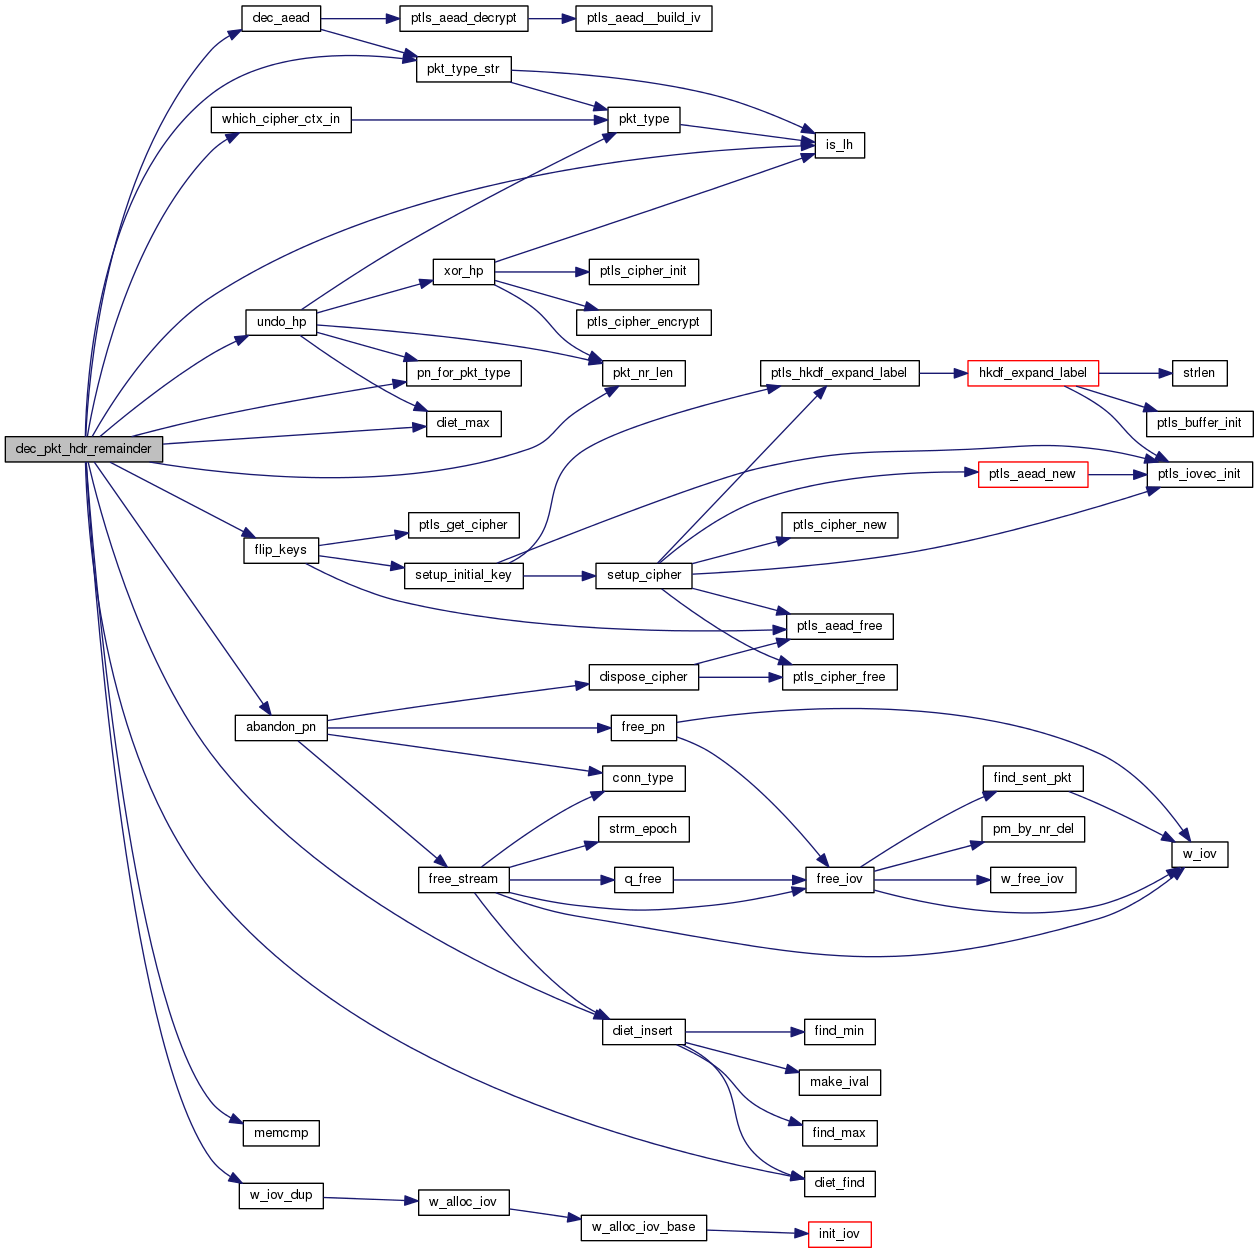 dec_aead
ptls_aead_decrypt
ptls_aead__build_iv
pkt_type_str
which_cipher_ctx_in
pkt_type
is_lh
xor_hp
ptls_cipher_init
undo_hp
ptls_cipher_encrypt
pn_for_pkt_type
pkt_nr_len
ptls_hkdf_expand_label
hkdf_expand_label
strlen
diet_max
ptls_buffer_init
dec_pkt_hdr_remainder
ptls_aead_new
ptls_iovec_init
ptls_get_cipher
ptls_cipher_new
flip_keys
setup_initial_key
setup_cipher
ptls_aead_free
dispose_cipher
ptls_cipher_free
abandon_pn
free_pn
conn_type
find_sent_pkt
strm_epoch
pm_by_nr_del
w_iov
free_stream
q_free
free_iov
w_free_iov
diet_insert
find_min
make_ival
memcmp
find_max
diet_find
w_iov_dup
w_alloc_iov
w_alloc_iov_base
init_iov